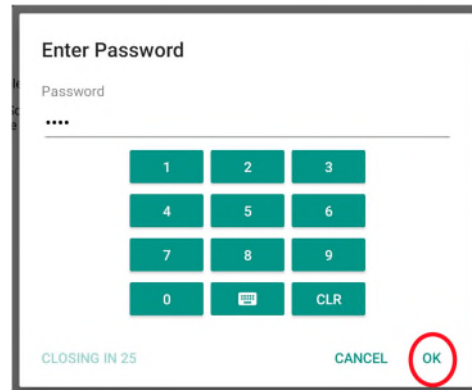 Enter Password
Password
••••
1 2 3
4 5 6
7 8 9
0 CLR
CLOSING IN 25 CANCEL OK